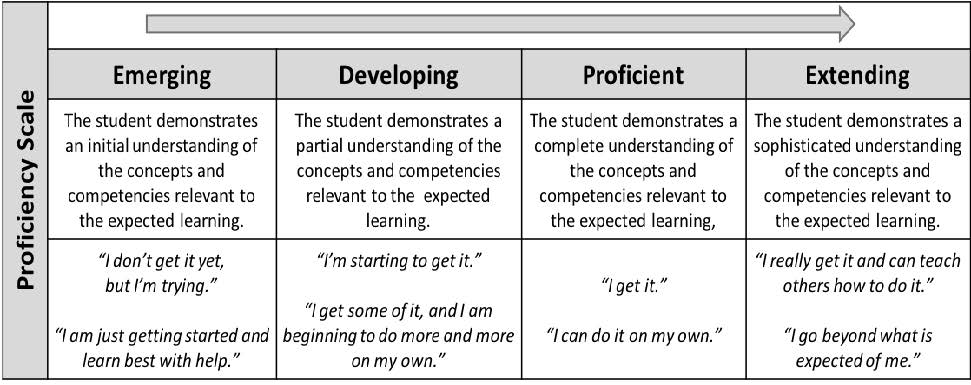 Proficiency Scale
Emerging
Developing
Proficient
Extending
The student demonstrates
an initial understanding of
the concepts and
competencies relevant to
the expected learning.
The student demonstrates a
partial understanding of the
concepts and competencies
relevant to the expected
learning.
The student demonstrates a
complete understanding of
the concepts and
competencies relevant to
the expected learning,
The student demonstrates a
sophisticated understanding
of the concepts and
competencies relevant to
the expected learning.
“I don’t get it yet,
but I’m trying.”
“I am just getting started and
learn best with help.”
“I’m starting to get it.”
“I get some of it, and I am
beginning to do more and more
on my own.”
“I get it.”
“I can do it on my own.”
“I really get it and can teach
others how to do it.”
“I go beyond what is
expected of me.”